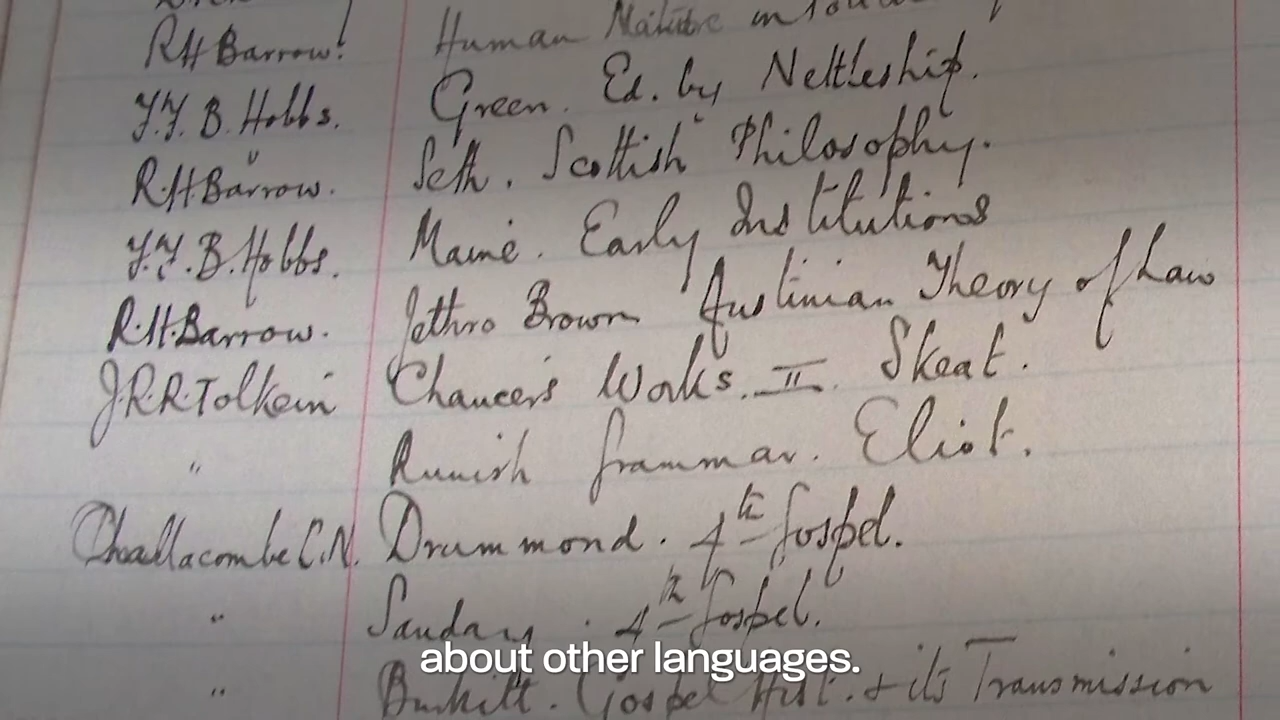 R.H Barrow. Human Nature in
F.F. B. Hobbs. Green. Ed. by Nettleship.
R.H Barrow. Seth. Scottish Philosophy.
F.F. B. Hobbs. Maine. Early Institutions
R.H. Barrow. Jethro Brown Austinian Theory of Law
J.R.R Tolkein Chaucer's Works. II. Skeat.
" Runish Grammar. Eliot.
Challacombe C.N. Drummond. 4th Gospel.
" Sanday. 4th Gospel.
" Burkitt. Gospel Hist. & its Transmission
about other languages.